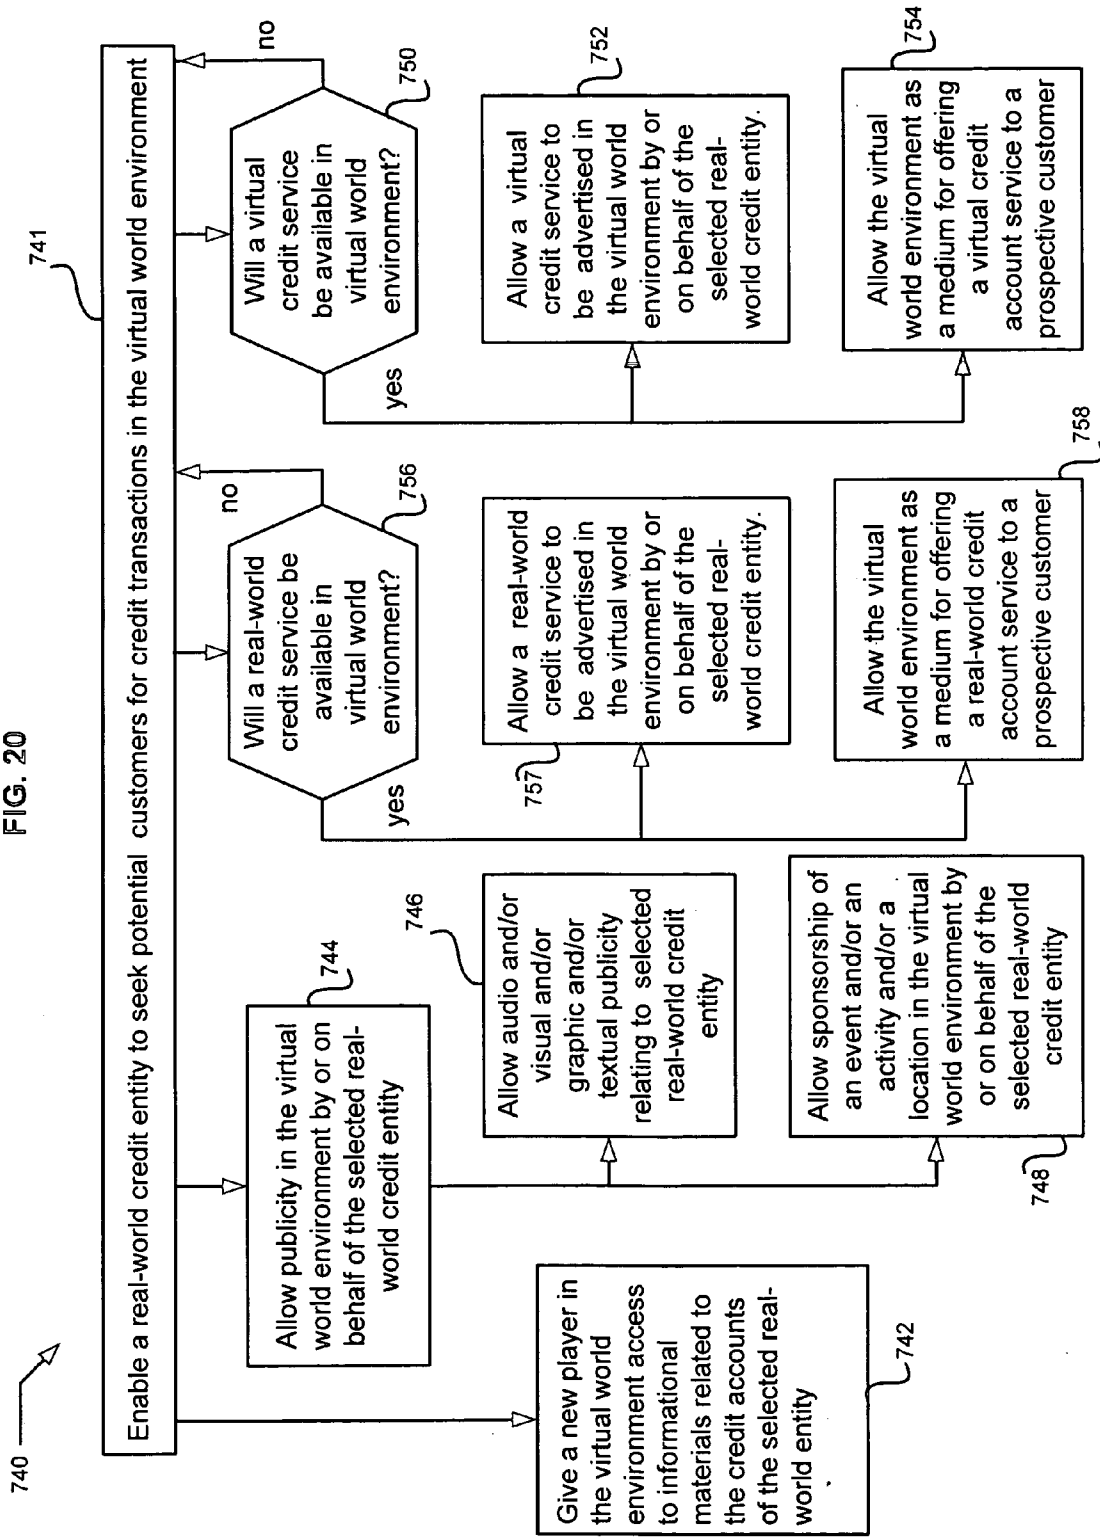 FIG. 20
740
741
Enable a real-world credit entity to seek potential customers for credit transactions in the virtual world environment
Give a new player in
the virtual world
environment access
to informational
materials related to
the credit accounts
of the selected real-
world entity
742
Allow publicity in the virtual
world environment by or on
behalf of the selected real-
world credit entity
744
Allow audio and/or
visual and/or
graphic and/or
textual publicity
relating to selected
real-world credit
entity
746
Allow sponsorship of
an event and/or an
activity and/or a
location in the virtual
world environment by
or on behalf of the
selected real-world
credit entity
748
Will a real-world
credit service be
available in
virtual world
environment?
756
no
yes
Allow a real-world
credit service to
be advertised in
the virtual world
environment by or
on behalf of the
selected real-
world credit entity.
757
Allow the virtual
world environment as
a medium for offering
a real-world credit
account service to a
prospective customer
758
Will a virtual
credit service
be available in
virtual world
environment?
750
no
yes
Allow a virtual
credit service to
be advertised in
the virtual world
environment by or
on behalf of the
selected real-
world credit entity.
752
Allow the virtual
world environment as
a medium for offering
a virtual credit
account service to a
prospective customer
754